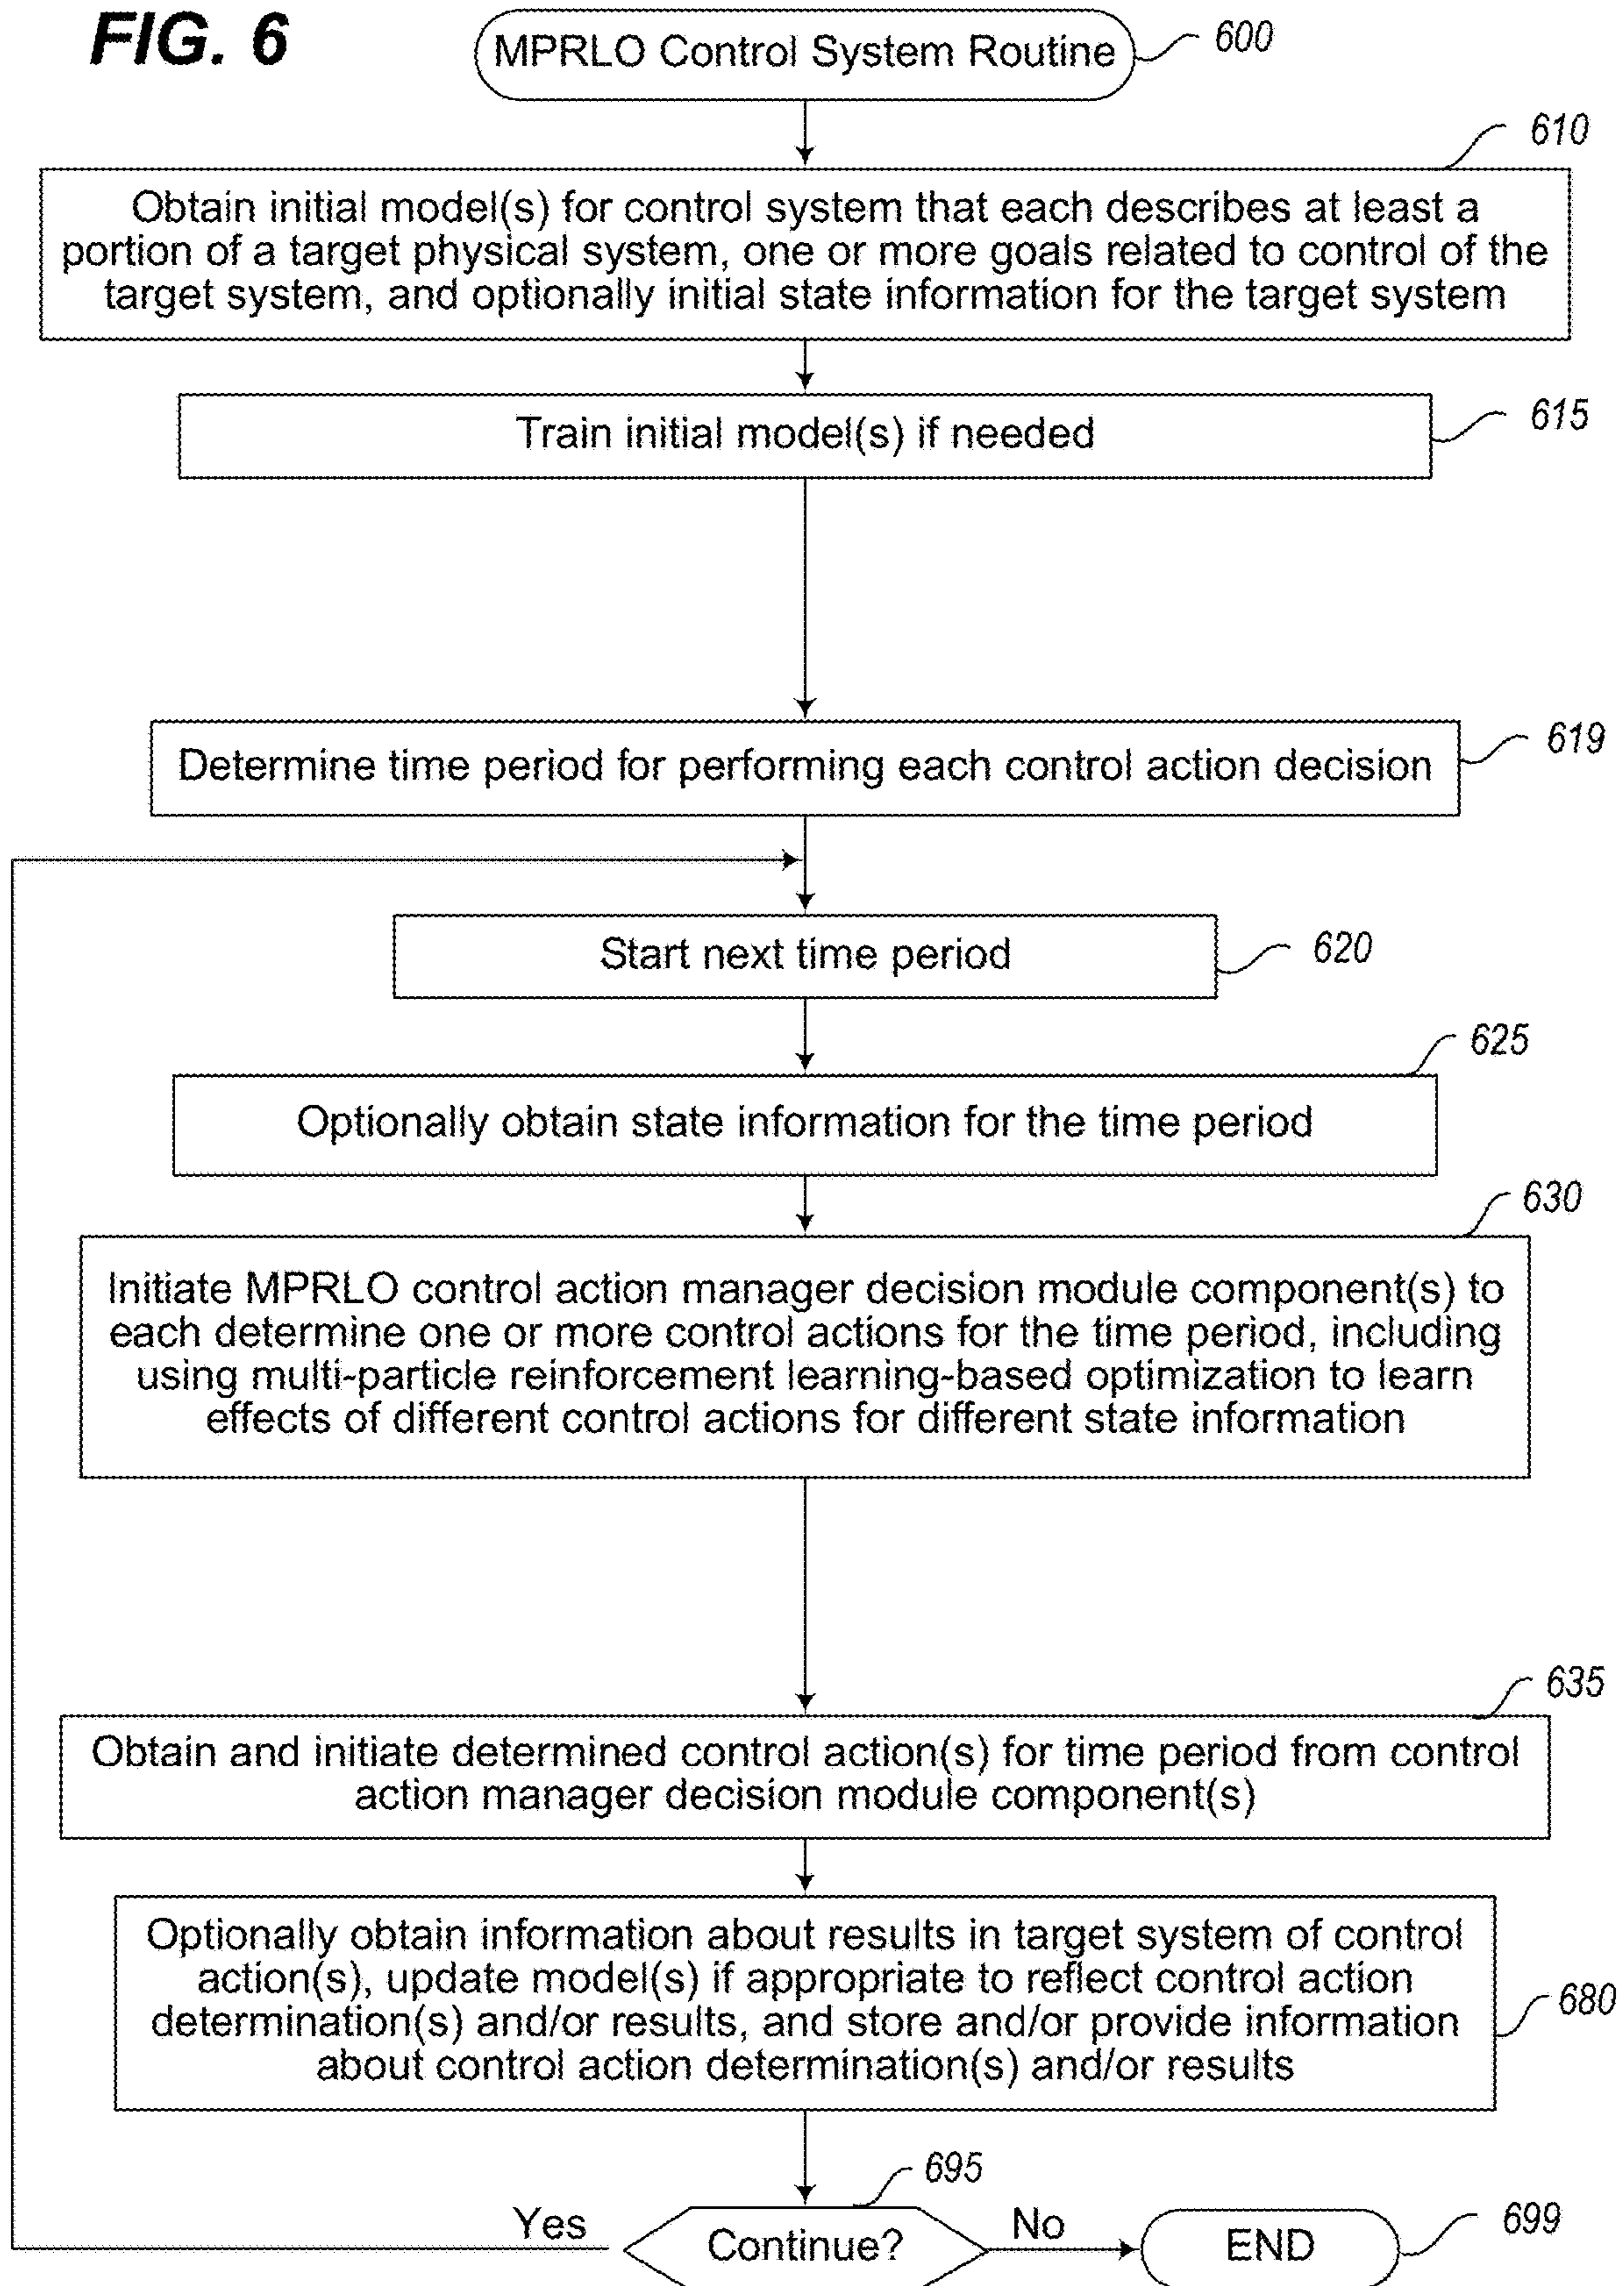 FIG. 6
MPRLO Control System Routine
600
610
Obtain initial model(s) for control system that each describes at least a
portion of a target physical system, one or more goals related to control of the
target system, and optionally initial state information for the target system
Train initial model(s) if needed
615
Determine time period for performing each control action decision
619
Start next time period
620
625
Optionally obtain state information for the time period
630
Initiate MPRLO control action manager decision module component(s) to
each determine one or more control actions for the time period, including
using multi-particle reinforcement learning-based optimization to learn
effects of different control actions for different state information
635
Obtain and initiate determined control action(s) for time period from control
action manager decision module component(s)
Optionally obtain information about results in target system of control
action(s), update model(s) if appropriate to reflect control action
determination(s) and/or results, and store and/or provide information
about control action determination(s) and/or results
680
695
Yes
Continue?
No
END
699